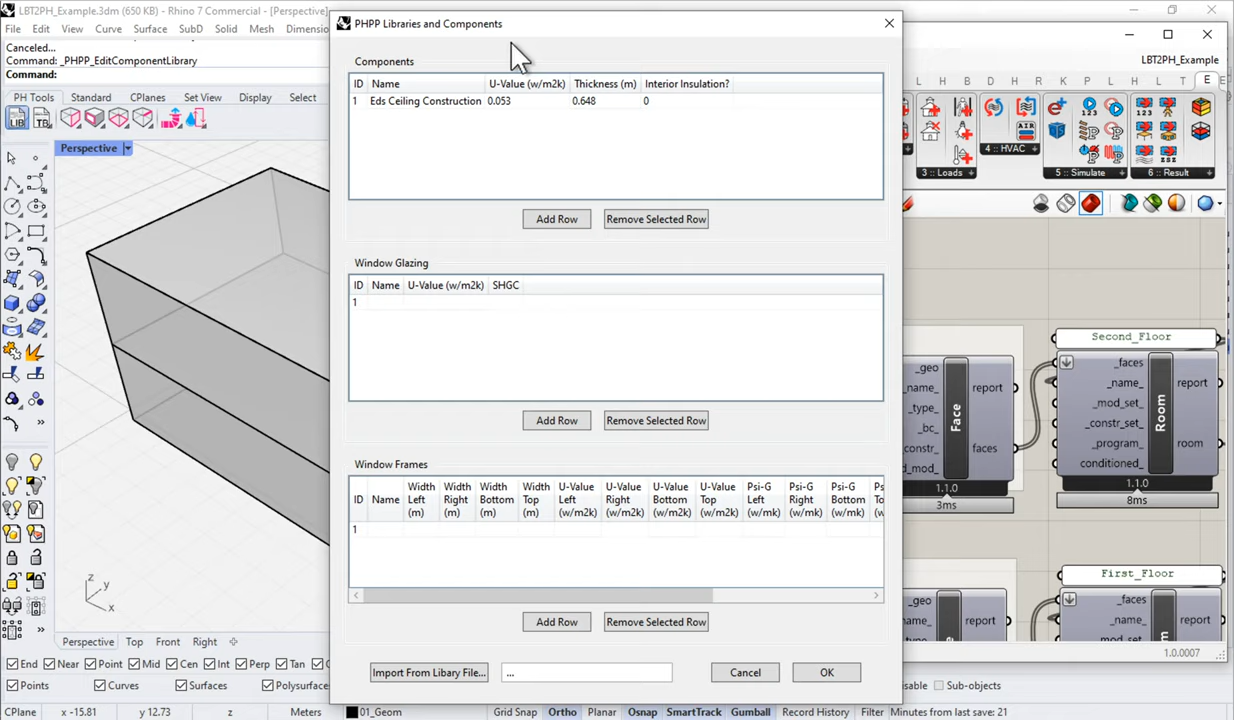 LBT2PH_Example.3dm (650 KB) - Rhino 7 Commercial - [Perspective]
File Edit View Curve Surface SubD Solid Mesh Dimension
Canceled...
Command: _PHPP_EditComponentLibrary
Command:
PH Tools Standard CPlanes Set View Display Select
LIB TB
Perspective
z y x
Perspective Top Front Right
End Near Point Mid Cen Int Perp Tan
Points Curves Surfaces Polysurfaces
CPlane x -15.81 y 12.73 z Meters 01_Geom Grid Snap Ortho Planar Osnap SmartTrack Gumball Record History Filter Minutes from last save: 21
PHPP Libraries and Components
Components
ID Name U-Value (w/m2k) Thickness (m) Interior Insulation?
1 Eds Ceiling Construction 0.053 0.648 0
Add Row Remove Selected Row
Window Glazing
ID Name U-Value (w/m2k) SHGC
1
Add Row Remove Selected Row
Window Frames
ID Name Width Left (m) Width Right (m) Width Bottom (m) Width Top (m) U-Value Left (w/m2k) U-Value Right (w/m2k) U-Value Bottom (w/m2k) U-Value Top (w/m2k) Psi-G Left (w/mk) Psi-G Right (w/mk) Psi-G Bottom (w/mk)
1
Add Row Remove Selected Row
Import From Libary File... ... Cancel OK
LBT2PH_Example
H B H D H L T E
3 :: Loads 4 :: HVAC 5 :: Simulate 6 :: Result
AIR
123
Second_Floor
_geo
_name_
_type_
_bc_
Face
report
faces
1.1.0
3ms
_faces
_name_
_mod_set_
_constr_set_
_program_
conditioned_
Room
report
room
1.1.0
8ms
First_Floor
_geo
_faces
_name_
report
1.0.0007
Sub-objects